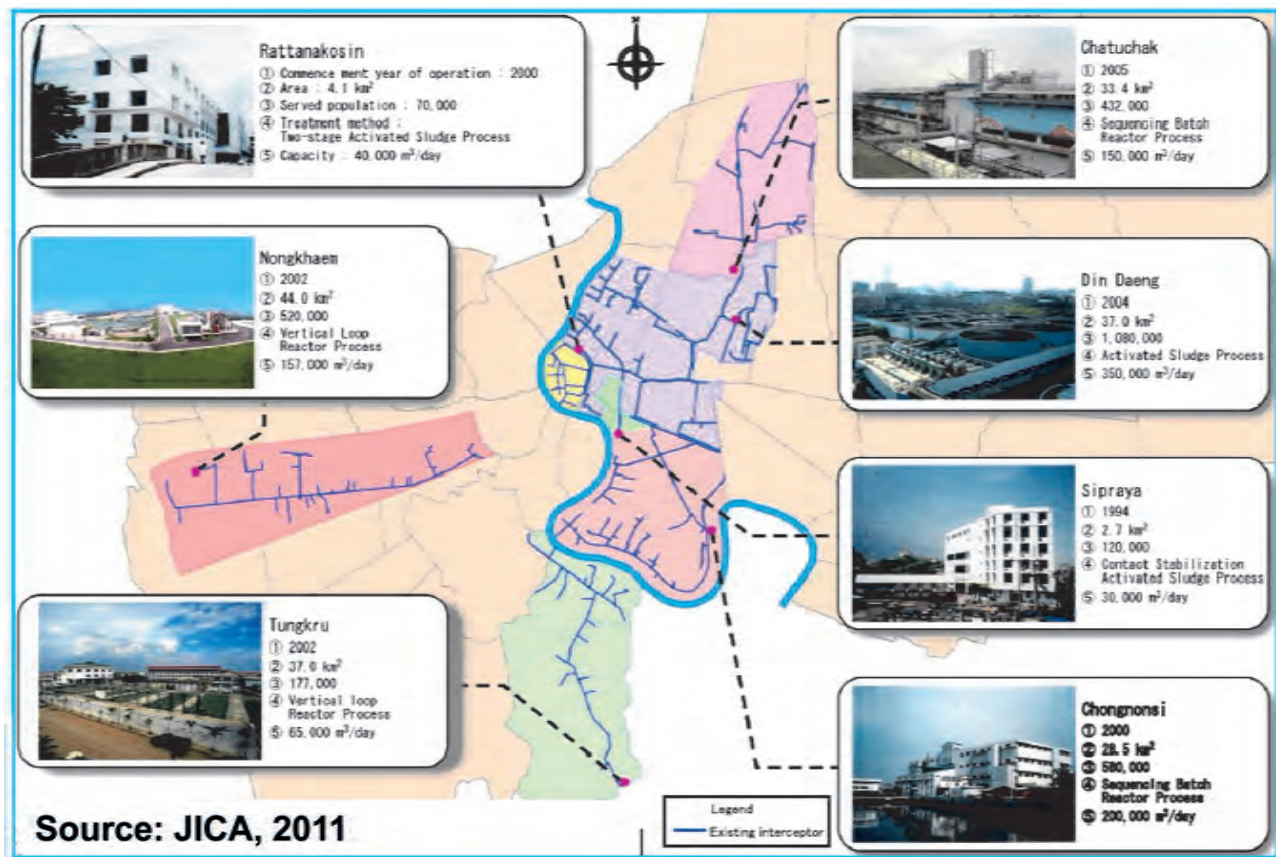 Rattanakosin
① Commence ment year of operation : 2000
② Area : 4.1 km²
③ Served population : 70,000
④ Treatment method :
Two-stage Activated Sludge Process
⑤ Capacity : 40,000 m³/day
Nongkhaem
① 2002
② 44.0 km²
③ 520,000
④ Vertical Loop
Reactor Process
⑤ 157,000 m³/day
Tungkru
① 2002
② 37.0 km²
③ 177,000
④ Vertical loop
Reactor Process
⑤ 65,000 m³/day
Chatuchak
① 2005
② 33.4 km²
③ 432,000
④ Sequencing Batch
Reactor Process
⑤ 150,000 m³/day
Din Daeng
① 2004
② 37.0 km²
③ 1,080,000
④ Activated Sludge Process
⑤ 350,000 m³/day
Sipraya
① 1994
② 2.7 km²
③ 120,000
④ Contact Stabilization
Activated Sludge Process
⑤ 30,000 m³/day
Chongnonsi
① 2000
② 28.5 km²
③ 580,000
④ Sequencing Batch
Reactor Process
⑤ 200,000 m³/day
Legend
Existing interceptor
Source: JICA, 2011